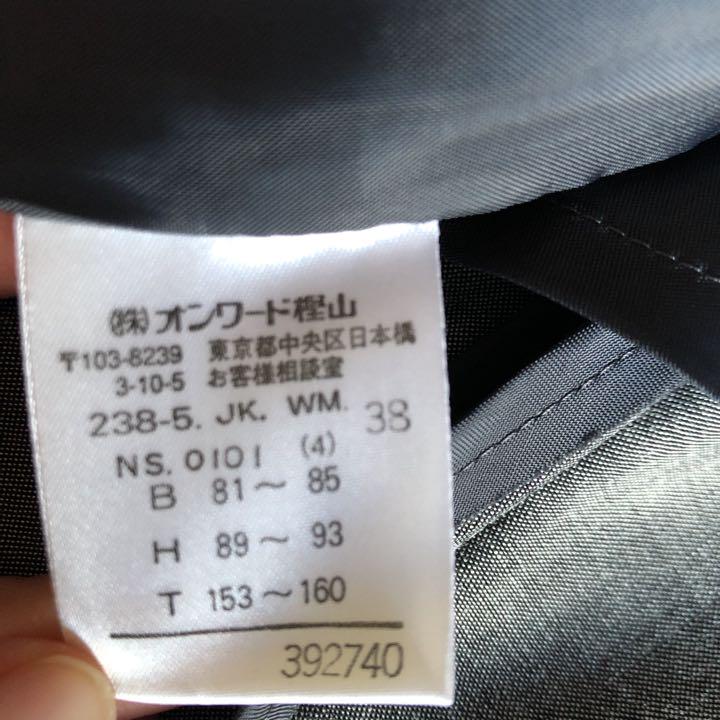 ㈱オンワード樫山
〒103-8239 東京都中央区日本橋
3-10-5 お客様相談室
238-5. JK. WM. 38
NS. 0101 (4)
B 81～ 85
H 89～ 93
T 153～160
392740